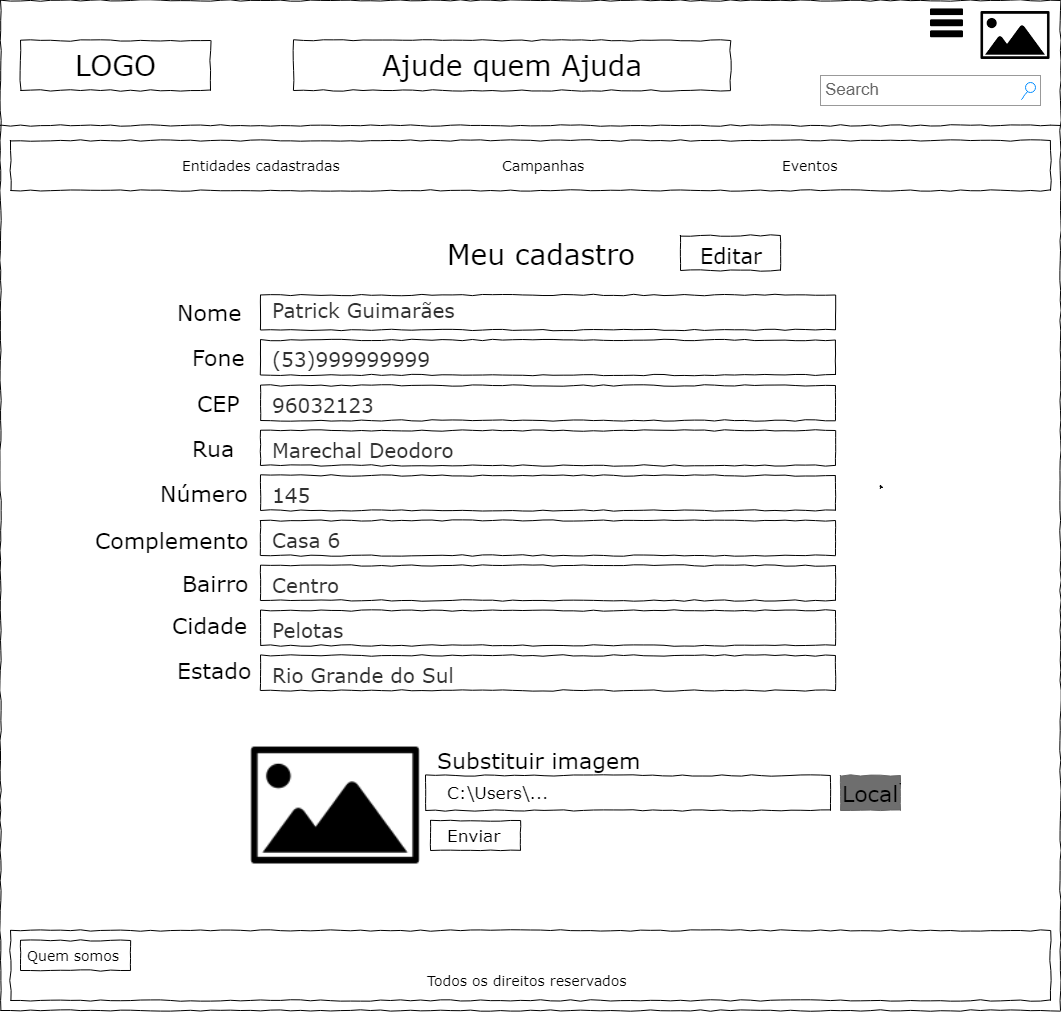 LOGO
Ajude quem Ajuda
Search
Entidades cadastradas Campanhas Eventos
Meu cadastro Editar
Nome Patrick Guimarães
Fone (53)999999999
CEP 96032123
Rua Marechal Deodoro
Número 145
Complemento Casa 6
Bairro Centro
Cidade Pelotas
Estado Rio Grande do Sul
Substituir imagem
C:\Users\... Local
Enviar
Quem somos
Todos os direitos reservados